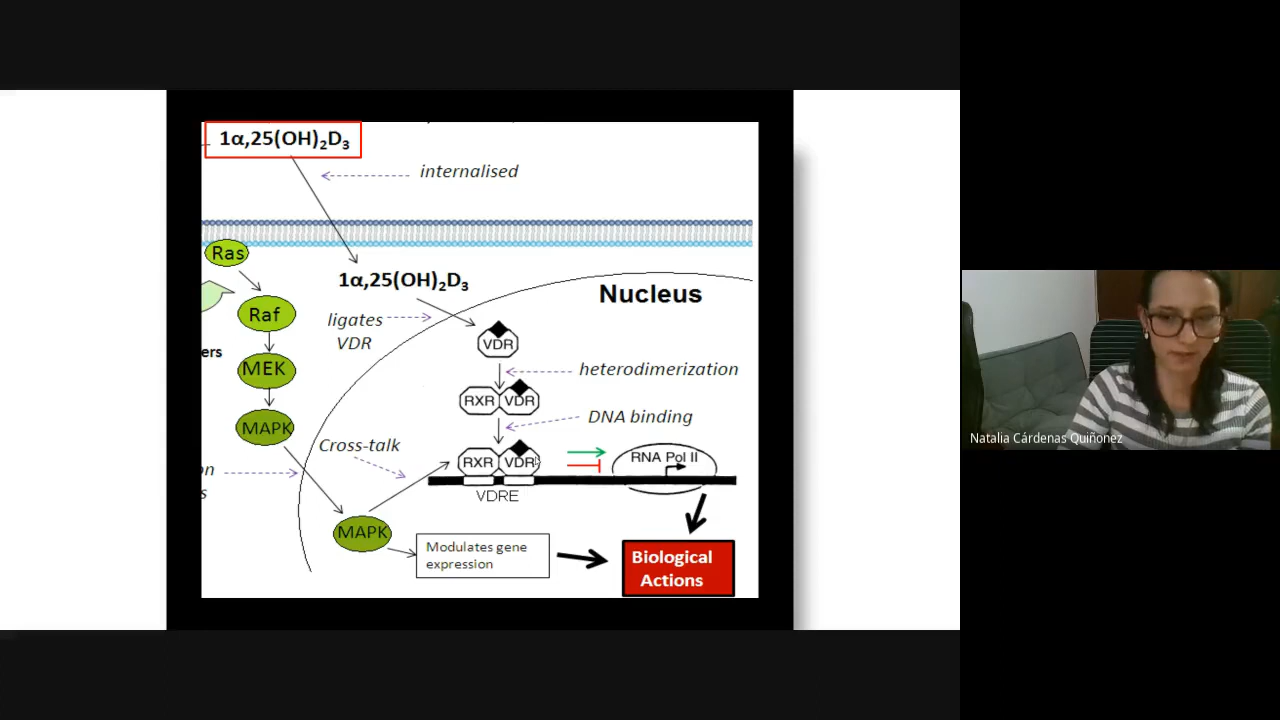 1α,25(OH)₂D₃
internalised
Ras
1α,25(OH)₂D₃
Nucleus
Raf
ligates
VDR
VDR
ers
MEK
heterodimerization
RXR VDR
DNA binding
MAPK
Cross-talk
RXR VDR
RNA Pol II
on
s
VDRE
MAPK
Modulates gene
expression
Biological
Actions
Natalia Cárdenas Quiñonez